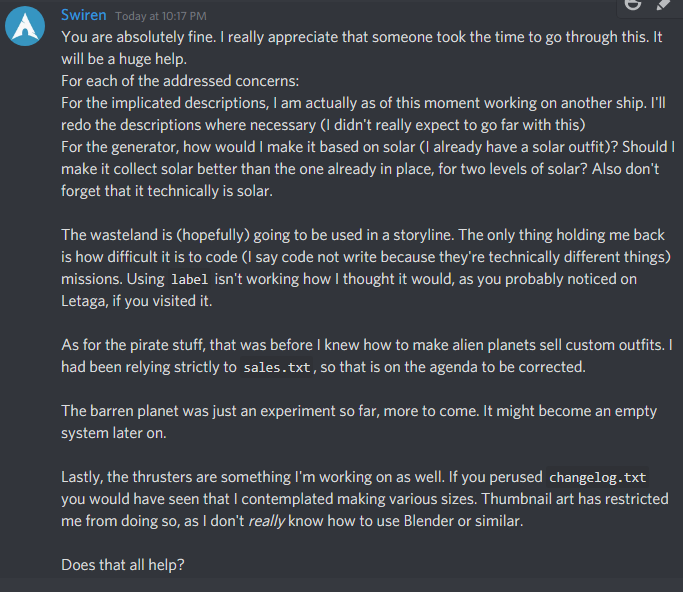 Swiren Today at 10:17 PM
You are absolutely fine. I really appreciate that someone took the time to go through this. It
will be a huge help.
For each of the addressed concerns:
For the implicated descriptions, I am actually as of this moment working on another ship. I'll
redo the descriptions where necessary (I didn't really expect to go far with this)
For the generator, how would I make it based on solar (I already have a solar outfit)? Should I
make it collect solar better than the one already in place, for two levels of solar? Also don't
forget that it technically is solar.
The wasteland is (hopefully) going to be used in a storyline. The only thing holding me back
is how difficult it is to code (I say code not write because they're technically different things)
missions. Using label isn't working how I thought it would, as you probably noticed on
Letaga, if you visited it.
As for the pirate stuff, that was before I knew how to make alien planets sell custom outfits. I
had been relying strictly to sales.txt, so that is on the agenda to be corrected.
The barren planet was just an experiment so far, more to come. It might become an empty
system later on.
Lastly, the thrusters are something I'm working on as well. If you perused changelog.txt
you would have seen that I contemplated making various sizes. Thumbnail art has restricted
me from doing so, as I don't really know how to use Blender or similar.
Does that all help?